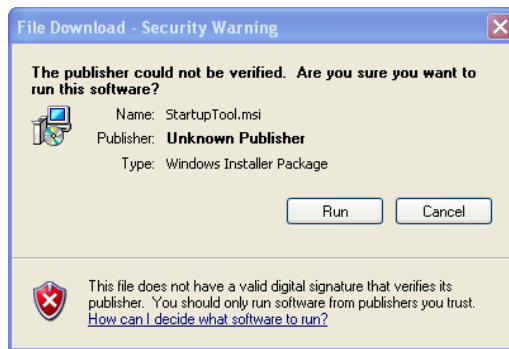 File Download - Security Warning
The publisher could not be verified.  Are you sure you want to
run this software?
Name: StartupTool.msi
Publisher: Unknown Publisher
Type: Windows Installer Package
Run Cancel
This file does not have a valid digital signature that verifies its
publisher.  You should only run software from publishers you trust.
How can I decide what software to run?